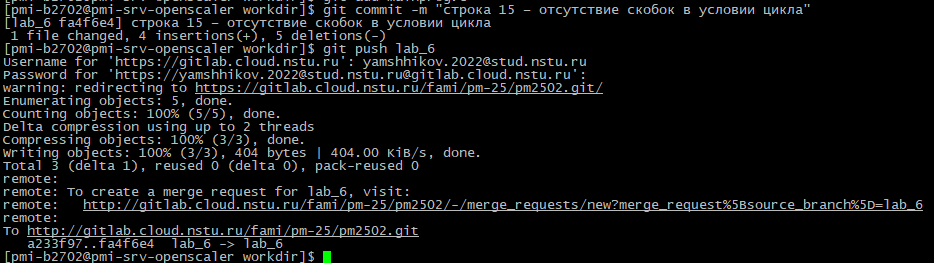 [pmi-b2702@pmi-srv-openscaler workdir]$ git commit -m "строка 15 – отсутствие скобок в условии цикла"
[lab_6 fa4f6e4] строка 15 – отсутствие скобок в условии цикла
 1 file changed, 4 insertions(+), 5 deletions(-)
[pmi-b2702@pmi-srv-openscaler workdir]$ git push lab_6
Username for 'https://gitlab.cloud.nstu.ru': yamshhikov.2022@stud.nstu.ru
Password for 'https://yamshhikov.2022@stud.nstu.ru@gitlab.cloud.nstu.ru':
warning: redirecting to https://gitlab.cloud.nstu.ru/fami/pm-25/pm2502.git/
Enumerating objects: 5, done.
Counting objects: 100% (5/5), done.
Delta compression using up to 2 threads
Compressing objects: 100% (3/3), done.
Writing objects: 100% (3/3), 404 bytes | 404.00 KiB/s, done.
Total 3 (delta 1), reused 0 (delta 0), pack-reused 0
remote:
remote: To create a merge request for lab_6, visit:
remote:   http://gitlab.cloud.nstu.ru/fami/pm-25/pm2502/-/merge_requests/new?merge_request%5Bsource_branch%5D=lab_6
remote:
To http://gitlab.cloud.nstu.ru/fami/pm-25/pm2502.git
   a233f97..fa4f6e4  lab_6 -> lab_6
[pmi-b2702@pmi-srv-openscaler workdir]$